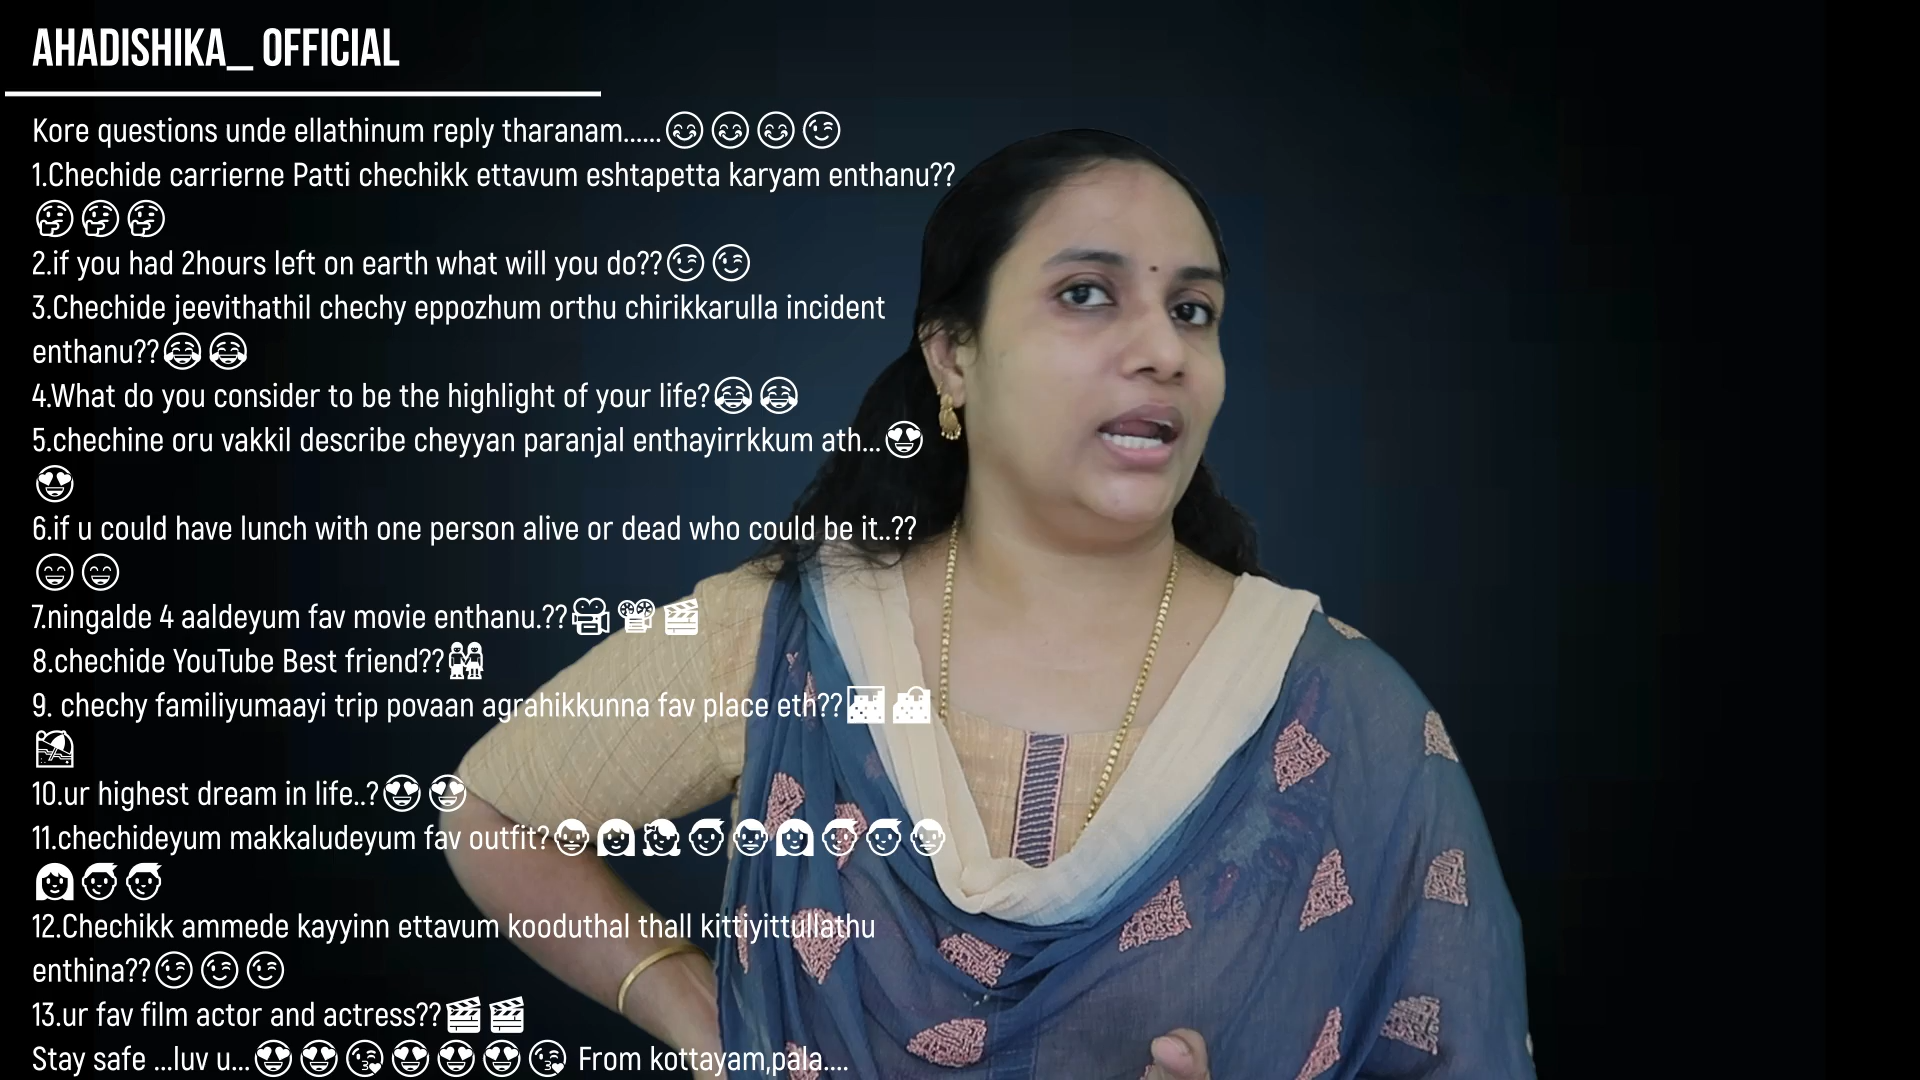 AHADISHIKA_ OFFICIAL
Kore questions unde ellathinum reply tharanam......😊😊😊😉
1.Chechide carrierne Patti chechikk ettavum eshtapetta karyam enthanu??
🤔🤔🤔
2.if you had 2hours left on earth what will you do??😉😉
3.Chechide jeevithathil chechy eppozhum orthu chirikkarulla incident
enthanu??😂😂
4.What do you consider to be the highlight of your life?😂😂
5.chechine oru vakkil describe cheyyan paranjal enthayirrkkum ath...😍
😍
6.if u could have lunch with one person alive or dead who could be it..??
😄😄
7.ningalde 4 aaldeyum fav movie enthanu.??🎥📽🎬
8.chechide YouTube Best friend??👭
9. chechy familiyumaayi trip povaan agrahikkunna fav place eth??
🏖
10.ur highest dream in life..?😍😍
11.chechideyum makkaludeyum fav outfit?👨👩👧👦👨👩👦👦👨
👩👦👦
12.Chechikk ammede kayyinn ettavum kooduthal thall kittiyittullathu
enthina??😉😉😉
13.ur fav film actor and actress??🎬🎬
Stay safe ...luv u...😍😍😘😍😍😍😘 From kottayam,pala....